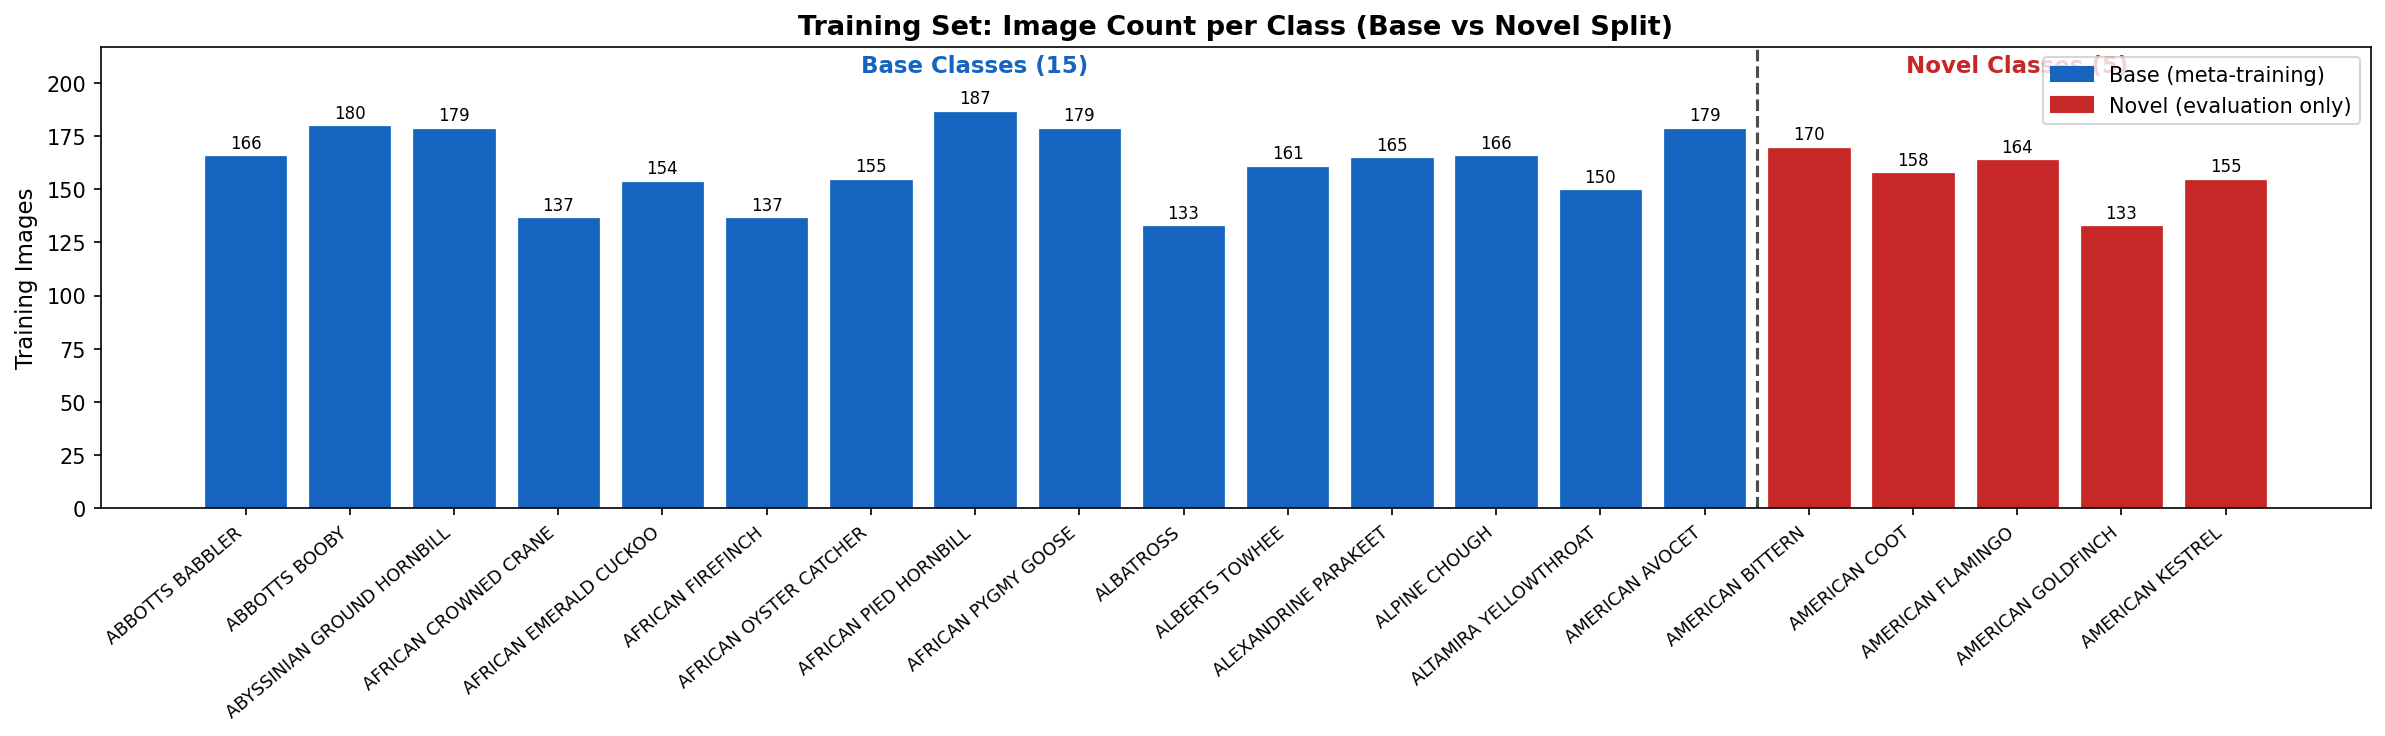 Training Set: Image Count per Class (Base vs Novel Split)
Base Classes (15)
Novel Classes (5)
Base (meta-training)
Novel (evaluation only)
Training Images
200
175
150
125
100
75
50
25
0
166
180
179
137
154
137
155
187
179
133
161
165
166
150
179
170
158
164
133
155
ABBOTTS BABBLER
ABBOTTS BOOBY
ABYSSINIAN GROUND HORNBILL
AFRICAN CROWNED CRANE
AFRICAN EMERALD CUCKOO
AFRICAN FIREFINCH
AFRICAN OYSTER CATCHER
AFRICAN PIED HORNBILL
AFRICAN PYGMY GOOSE
ALBATROSS
ALBERTS TOWHEE
ALEXANDRINE PARAKEET
ALPINE CHOUGH
ALTAMIRA YELLOWTHROAT
AMERICAN AVOCET
AMERICAN BITTERN
AMERICAN COOT
AMERICAN FLAMINGO
AMERICAN GOLDFINCH
AMERICAN KESTREL